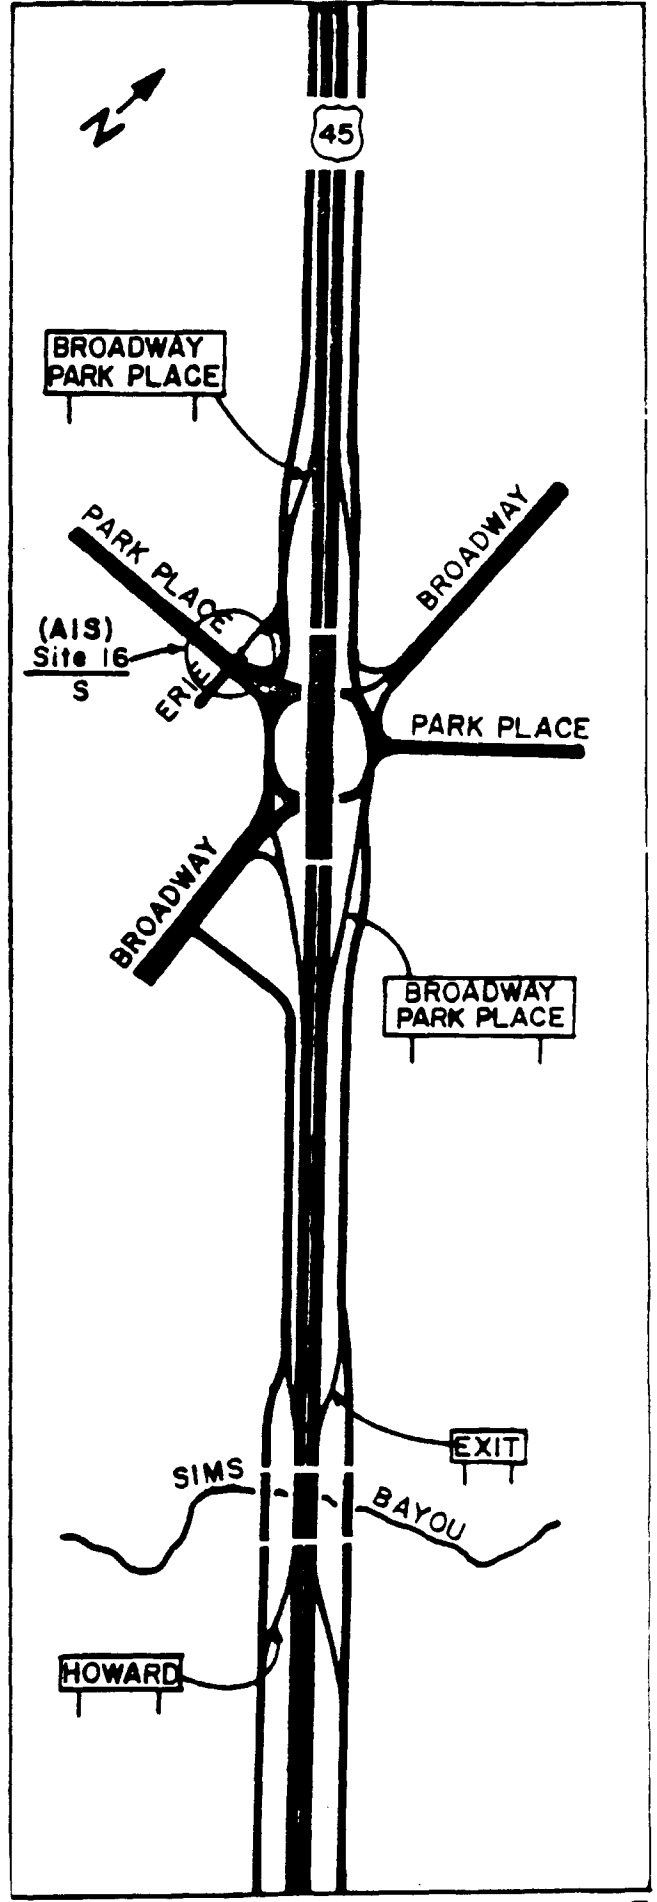 N
45
BROADWAY
PARK PLACE
BROADWAY
PARK PLACE
(AIS)
Site 16
S
ERIE
PARK PLACE
BROADWAY
BROADWAY
PARK PLACE
EXIT
SIMS
BAYOU
HOWARD